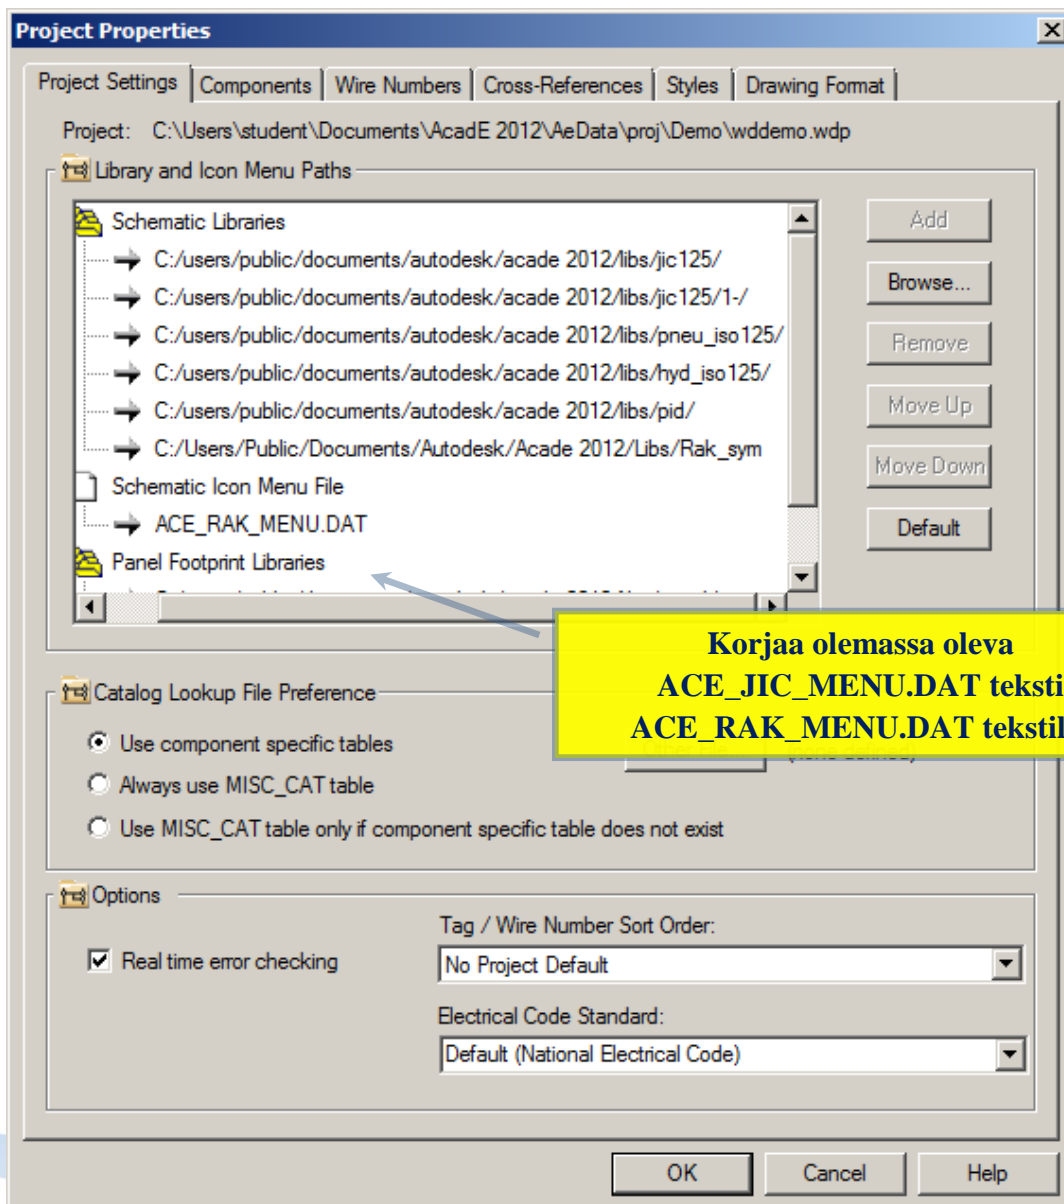 Project Properties
Project Settings Components Wire Numbers Cross-References Styles Drawing Format
Project: C:\Users\student\Documents\AcadE 2012\AeData\proj\Demo\wddemo.wdp
Library and Icon Menu Paths
Schematic Libraries
C:/users/public/documents/autodesk/acade 2012/libs/jic125/
C:/users/public/documents/autodesk/acade 2012/libs/jic125/1-/
C:/users/public/documents/autodesk/acade 2012/libs/pneu_iso125/
C:/users/public/documents/autodesk/acade 2012/libs/hyd_iso125/
C:/users/public/documents/autodesk/acade 2012/libs/pid/
C:/Users/Public/Documents/Autodesk/Acade 2012/Libs/Rak_sym
Schematic Icon Menu File
ACE_RAK_MENU.DAT
Panel Footprint Libraries
Add
Browse...
Remove
Move Up
Move Down
Default
Korjaa olemassa oleva
ACE_JIC_MENU.DAT teksti
ACE_RAK_MENU.DAT tekstil
Catalog Lookup File Preference
Use component specific tables
Other File... (none defined)
Always use MISC_CAT table
Use MISC_CAT table only if component specific table does not exist
Options
Real time error checking
Tag / Wire Number Sort Order:
No Project Default
Electrical Code Standard:
Default (National Electrical Code)
OK Cancel Help